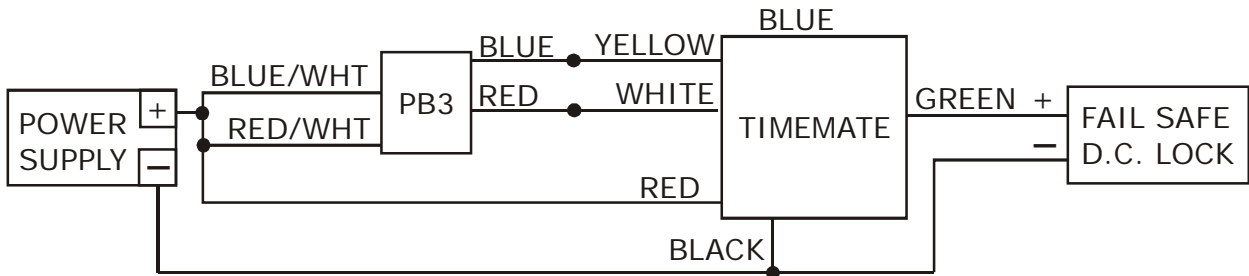 BLUE
BLUE YELLOW
BLUE/WHT
PB3
RED WHITE
POWER
SUPPLY
+
−
RED/WHT
TIMEMATE
GREEN +
−
FAIL SAFE
D.C. LOCK
RED
BLACK